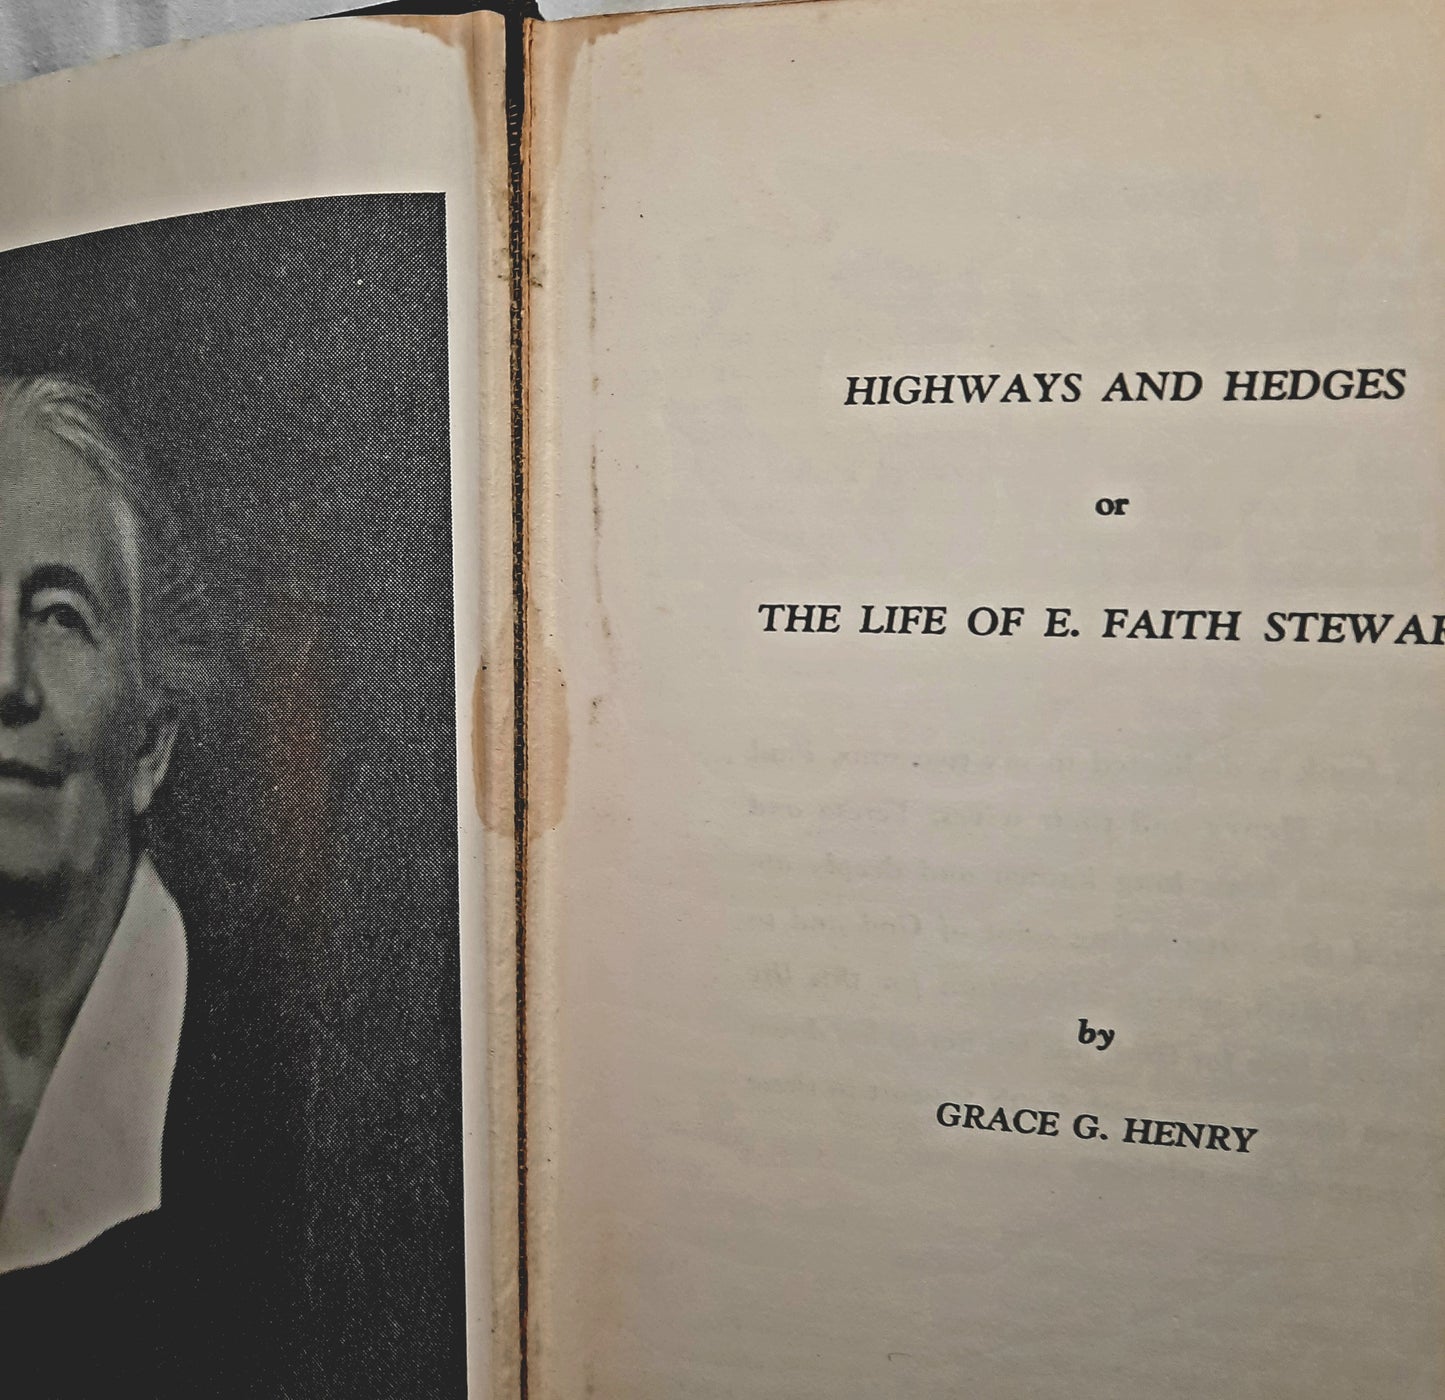 HIGHWAYS AND HEDGES
or
THE LIFE OF E. FAITH STEWAR
by
GRACE G. HENRY